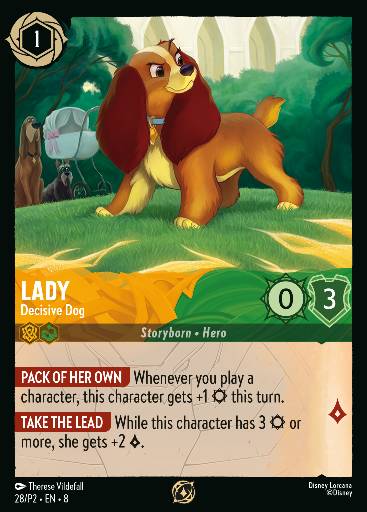 1
LADY
Decisive Dog
0
3
Storyborn • Hero
PACK OF HER OWN Whenever you play a
character, this character gets +1 this turn.
TAKE THE LEAD While this character has 3 or
more, she gets +2 .
Therese Vildefall
28/P2 • EN • 8
Disney Lorcana
©Disney